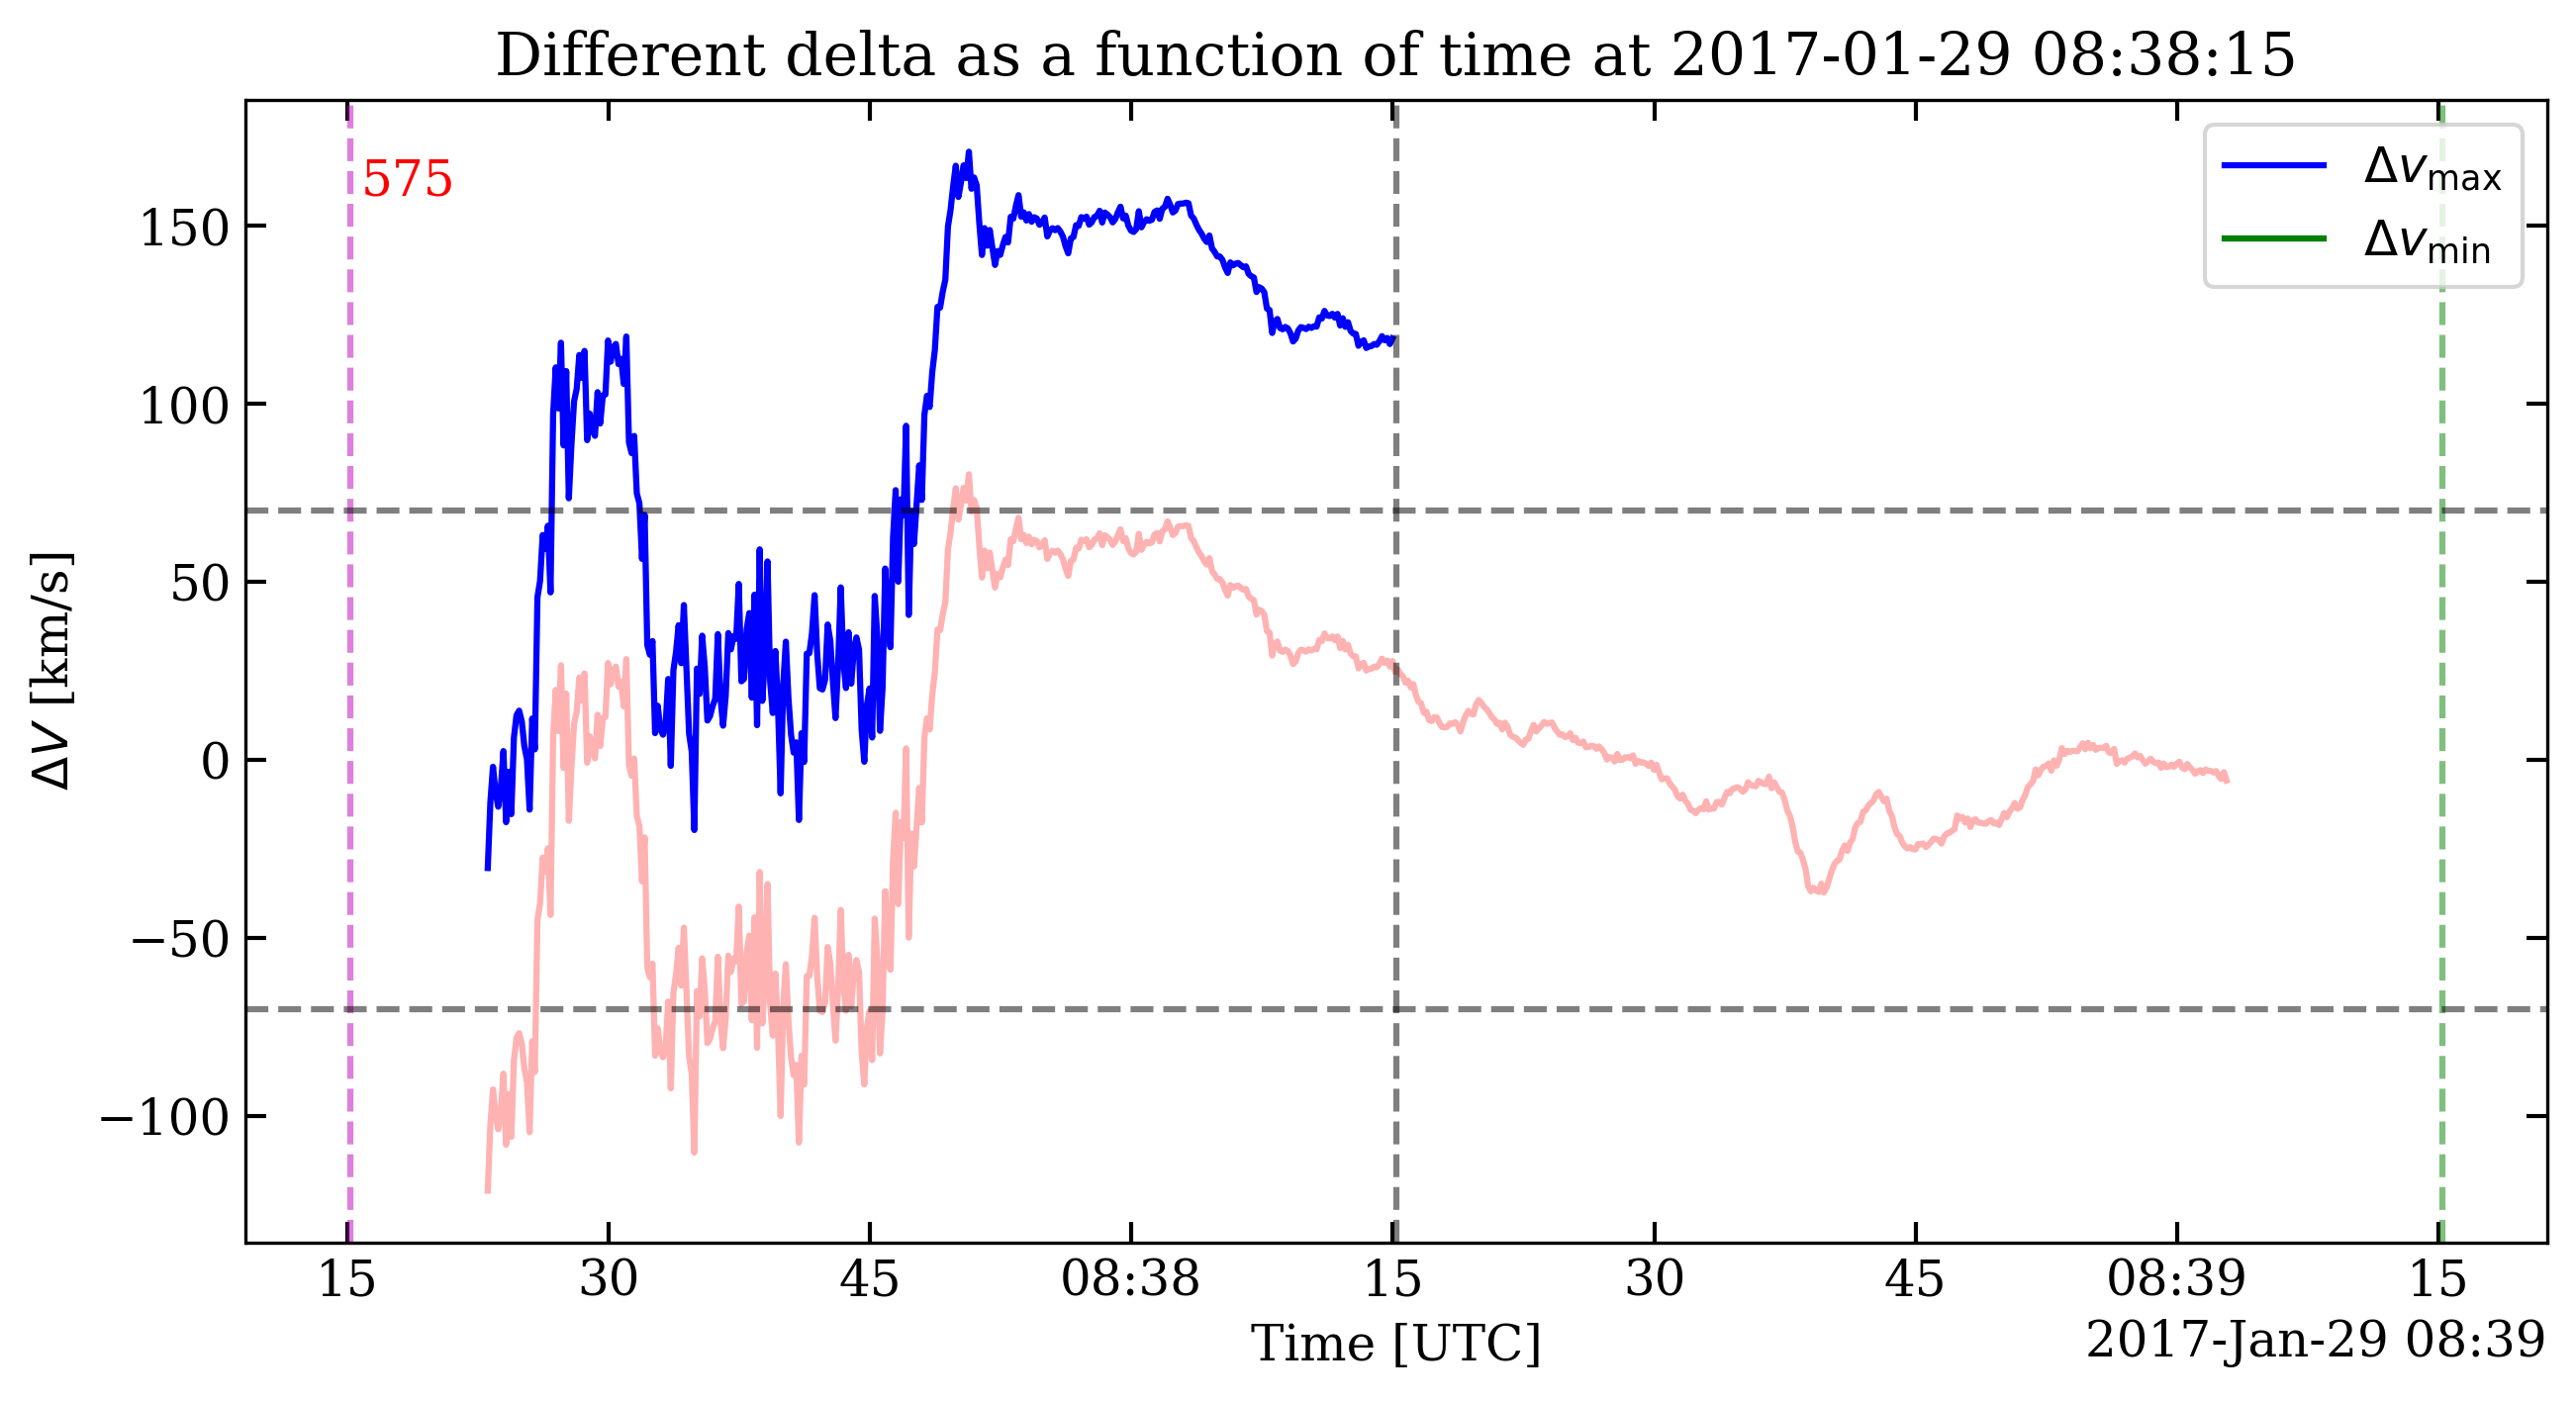 Different delta as a function of time at 2017-01-29 08:38:15
575
Δv_max
Δv_min
150
100
50
0
−50
−100
ΔV [km/s]
15 30 45 08:38 15 30 45 08:39 15
Time [UTC]
2017-Jan-29 08:39